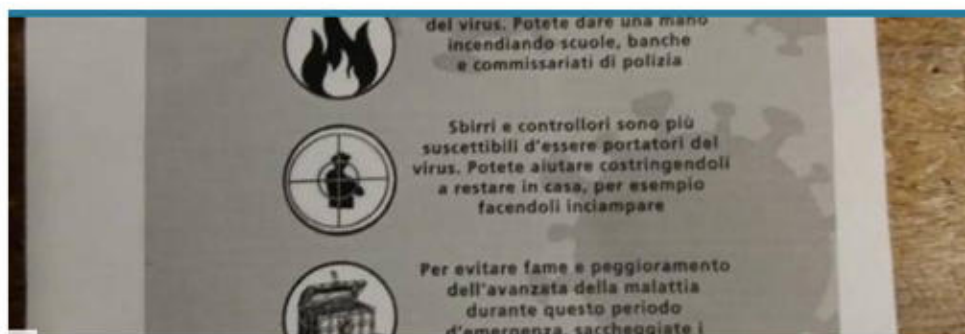 del virus. Potete dare una mano
incendiando scuole, banche
e commissariati di polizia
Sbirri e controllori sono più
suscettibili d'essere portatori del
virus. Potete aiutare costringendoli
a restare in casa, per esempio
facendoli inciampare
Per evitare fame e peggioramento
dell'avanzata della malattia
durante questo periodo
d'emergenza, saccheggiate i